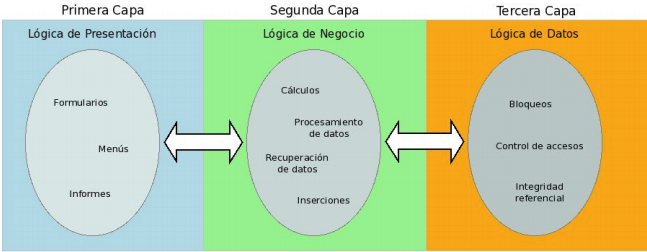 Primera Capa
Segunda Capa
Tercera Capa
Lógica de Presentación
Lógica de Negocio
Lógica de Datos
Formularios
Menús
Informes
Cálculos
Procesamiento
de datos
Recuperación
de datos
Inserciones
Bloqueos
Control de accesos
Integridad
referencial